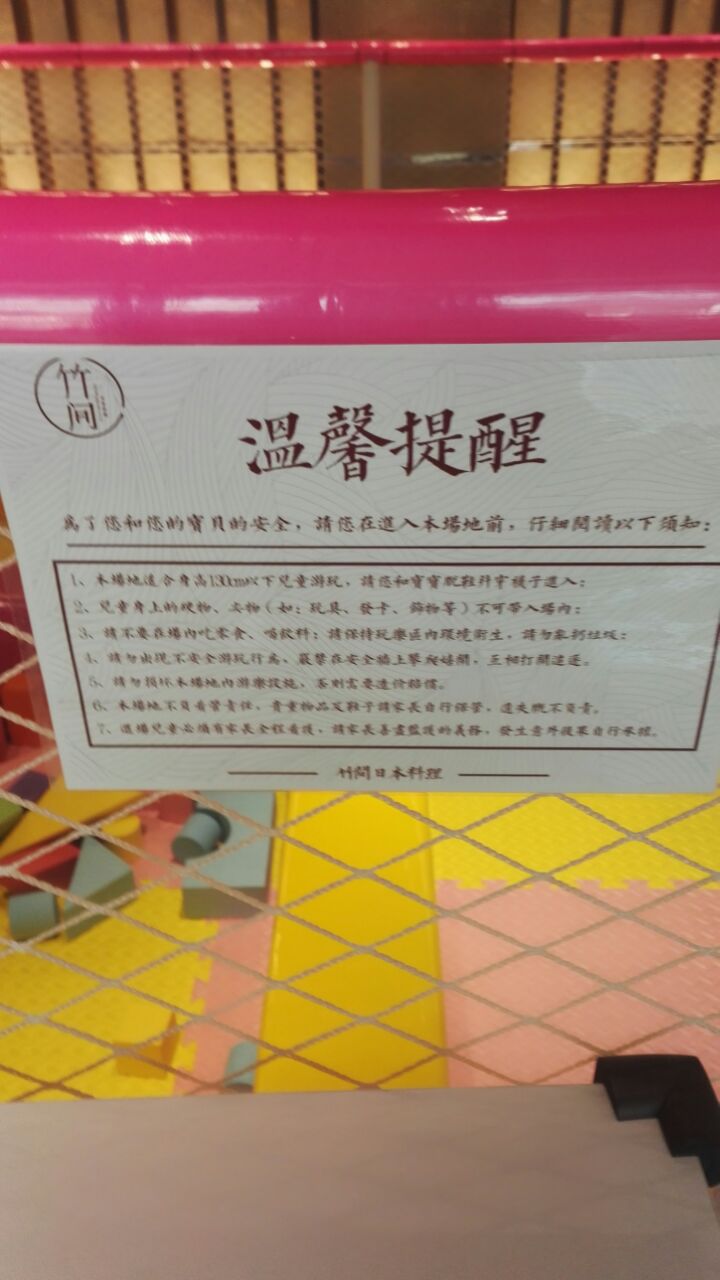 竹
间
溫馨提醒
為了您和您的寶貝的安全，請您在進入本場地前，仔細閱讀以下須知：
1、本場地適合身高130cm以下兒童游玩，請您和寶寶脫鞋并穿襪子進入；
2、兒童身上的硬物、尖物（如：玩具、發卡、飾物等）不可帶入場內；
3、請不要在場內吃零食、喝飲料；請保持玩樂區內環境衛生，請勿亂扔垃圾；
4、請勿出現不安全游玩行為，嚴禁在安全牆上攀爬嬉鬧，互相打鬧追逐。
5、請勿損坏本場地內游樂設施，否則需要造价賠償。
6、本場地不負看管責任，貴重物品及鞋子請家長自行保管，遺失概不負責。
7、進場兒童必須有家長全程看護，請家長善盡監護的義務，發生意外後果自行承擔。
竹間日本料理